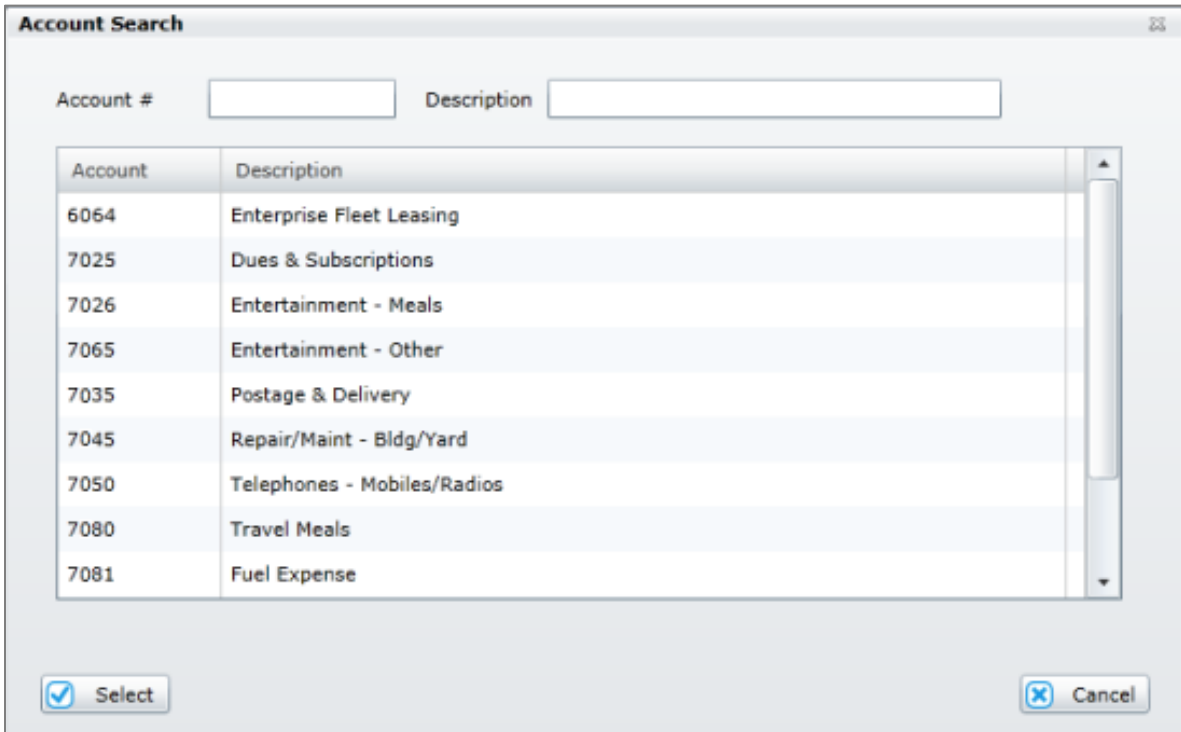 Account Search
Account # Description
Account Description
6064 Enterprise Fleet Leasing
7025 Dues & Subscriptions
7026 Entertainment - Meals
7065 Entertainment - Other
7035 Postage & Delivery
7045 Repair/Maint - Bldg/Yard
7050 Telephones - Mobiles/Radios
7080 Travel Meals
7081 Fuel Expense
Select Cancel